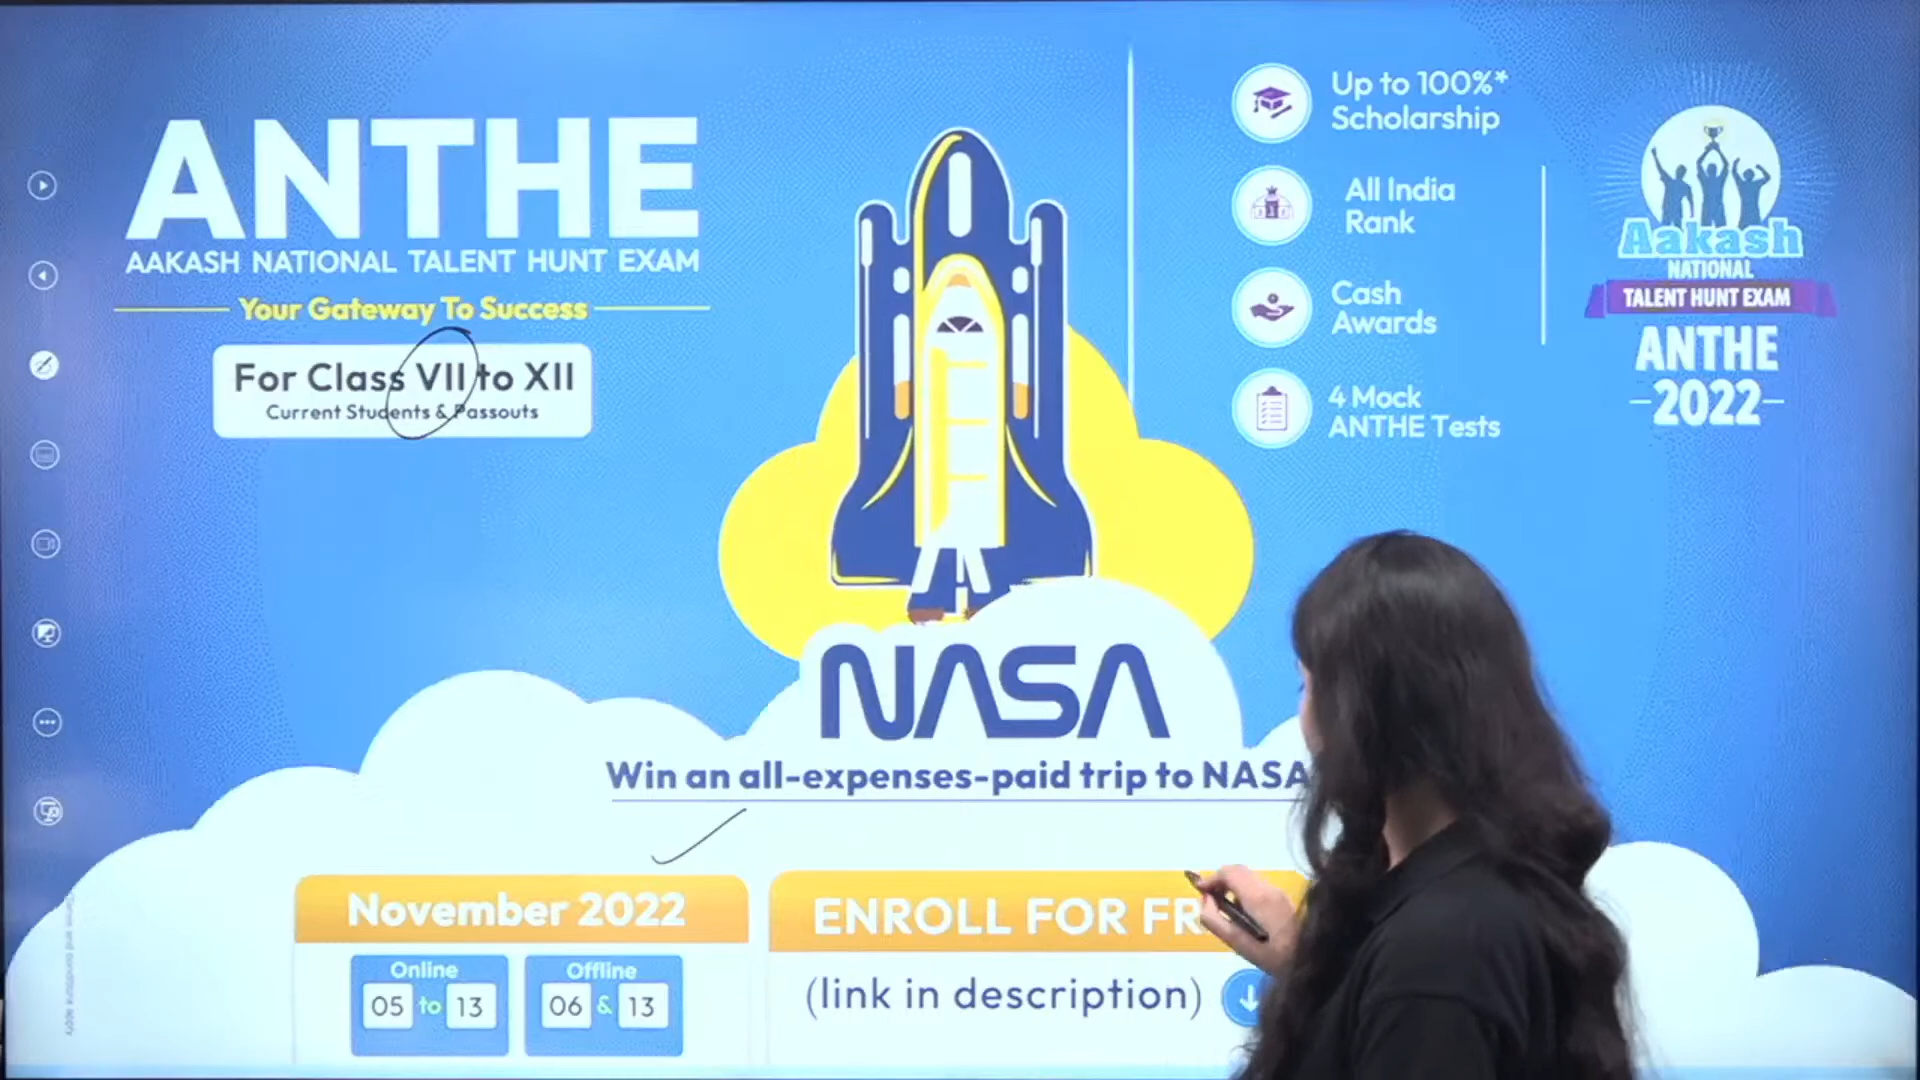 ANTHE
AAKASH NATIONAL TALENT HUNT EXAM
Your Gateway To Success
For Class VII to XII
Current Students & Passouts
Up to 100%*
Scholarship
All India
Rank
Cash
Awards
4 Mock
ANTHE Tests
Aakash
NATIONAL
TALENT HUNT EXAM
ANTHE
2022
NASA
Win an all-expenses-paid trip to NASA
November 2022
Online
05 to 13
Offline
06 & 13
ENROLL FOR FR
(link in description)